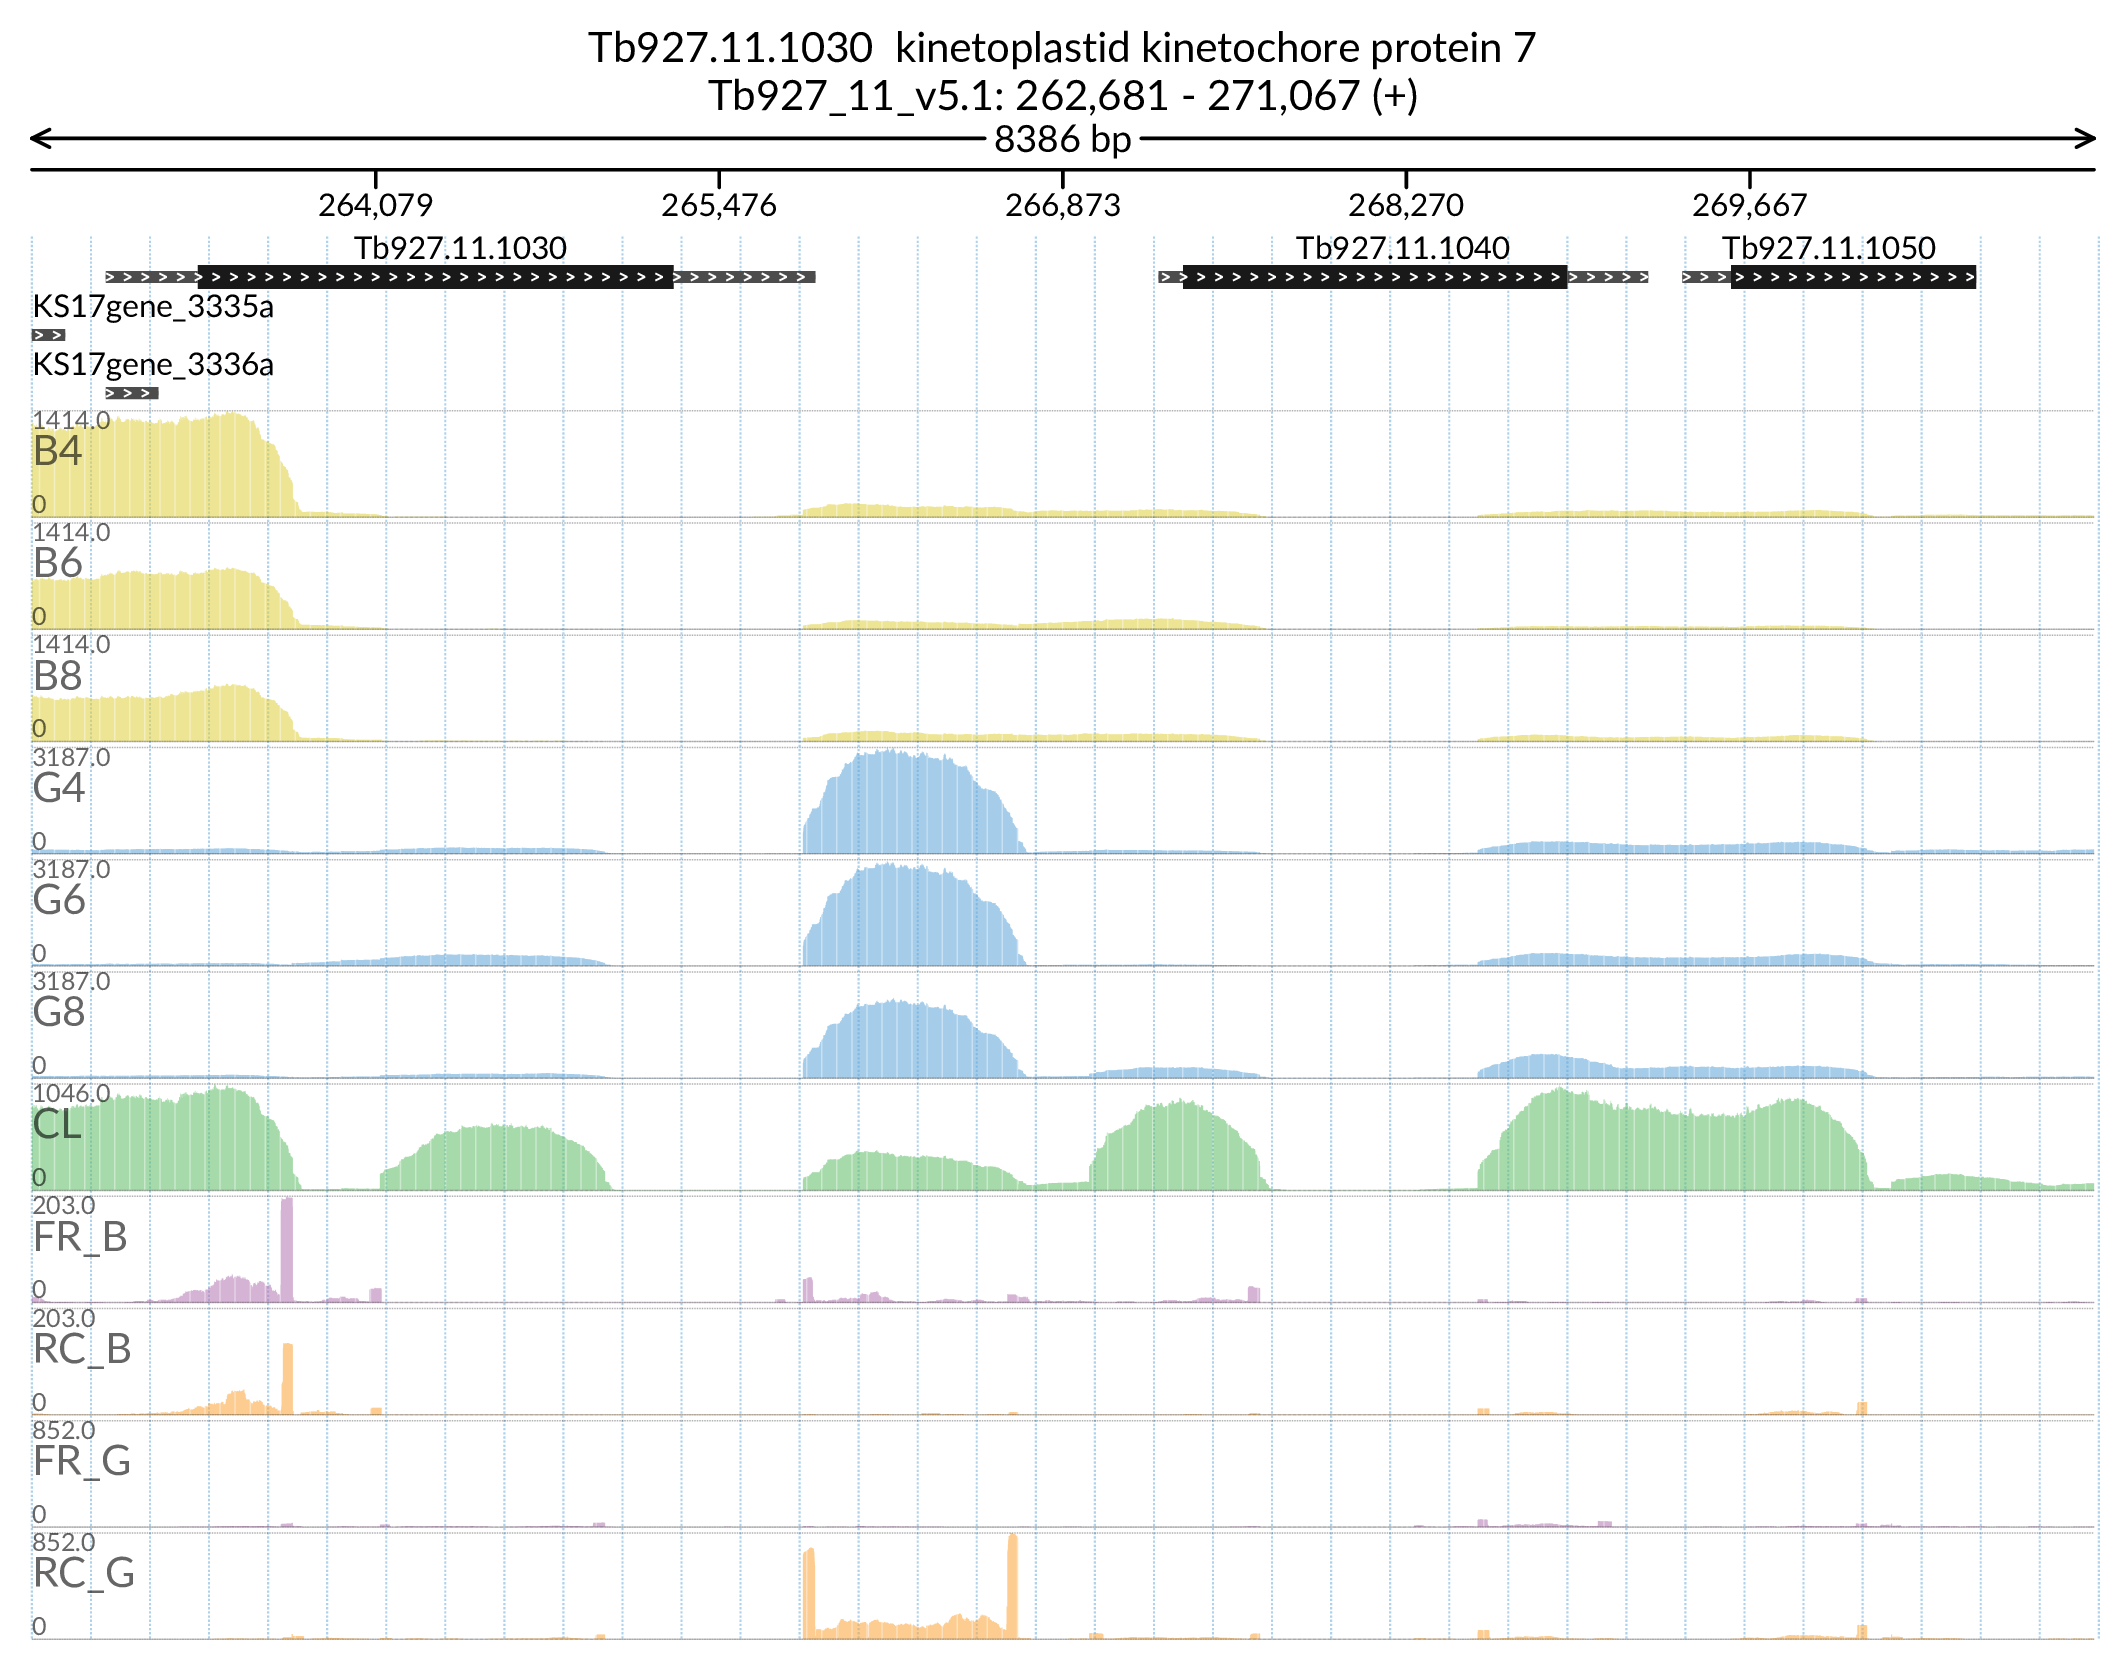 Tb927.11.1030  kinetoplastid kinetochore protein 7
Tb927_11_v5.1: 262,681 - 271,067 (+)
8386 bp
264,079 265,476 266,873 268,270 269,667
Tb927.11.1030 Tb927.11.1040 Tb927.11.1050
KS17gene_3335a
KS17gene_3336a
1414.0
B4
0
1414.0
B6
0
1414.0
B8
0
3187.0
G4
0
3187.0
G6
0
3187.0
G8
0
1046.0
CL
0
203.0
FR_B
0
203.0
RC_B
0
852.0
FR_G
0
852.0
RC_G
0